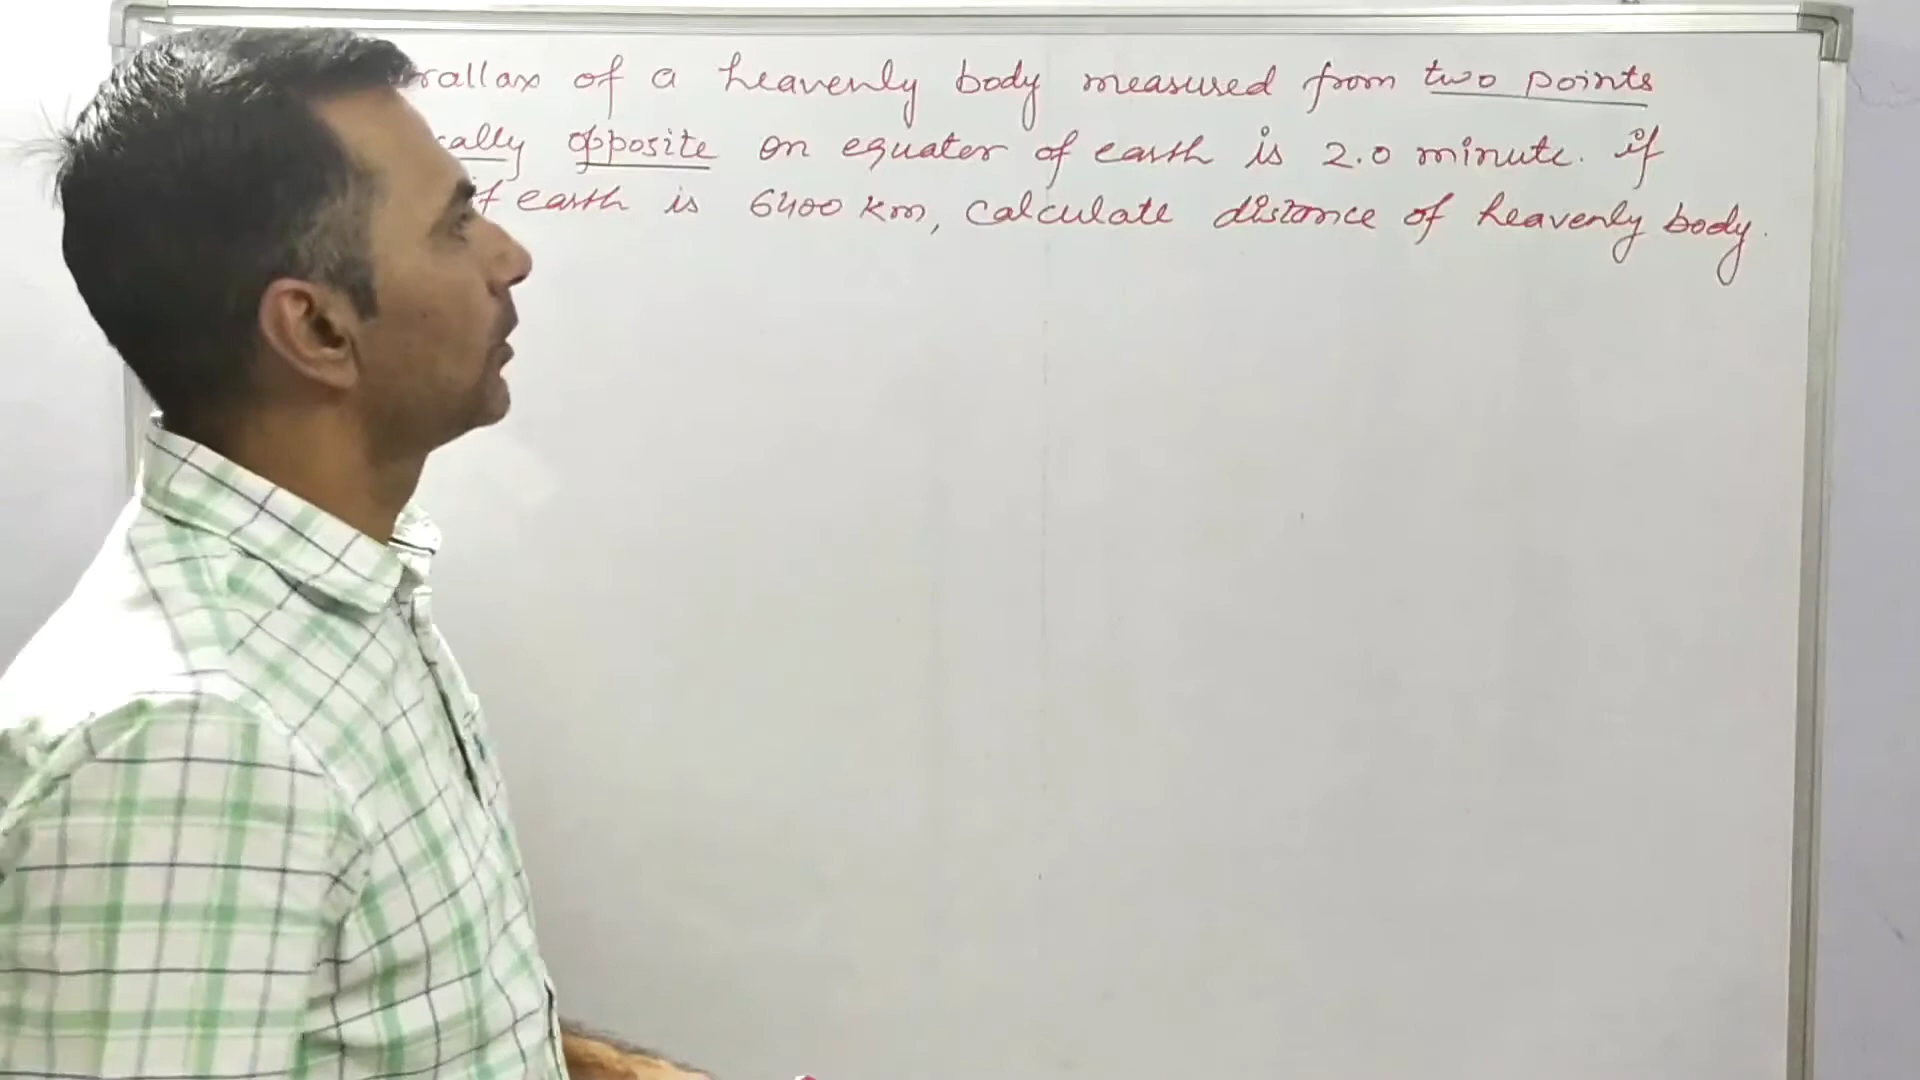 rallax of a heavenly body measured from two points
cally opposite on equater of earth is 2.0 minute. if
earth is 6400 km, calculate distance of heavenly body.